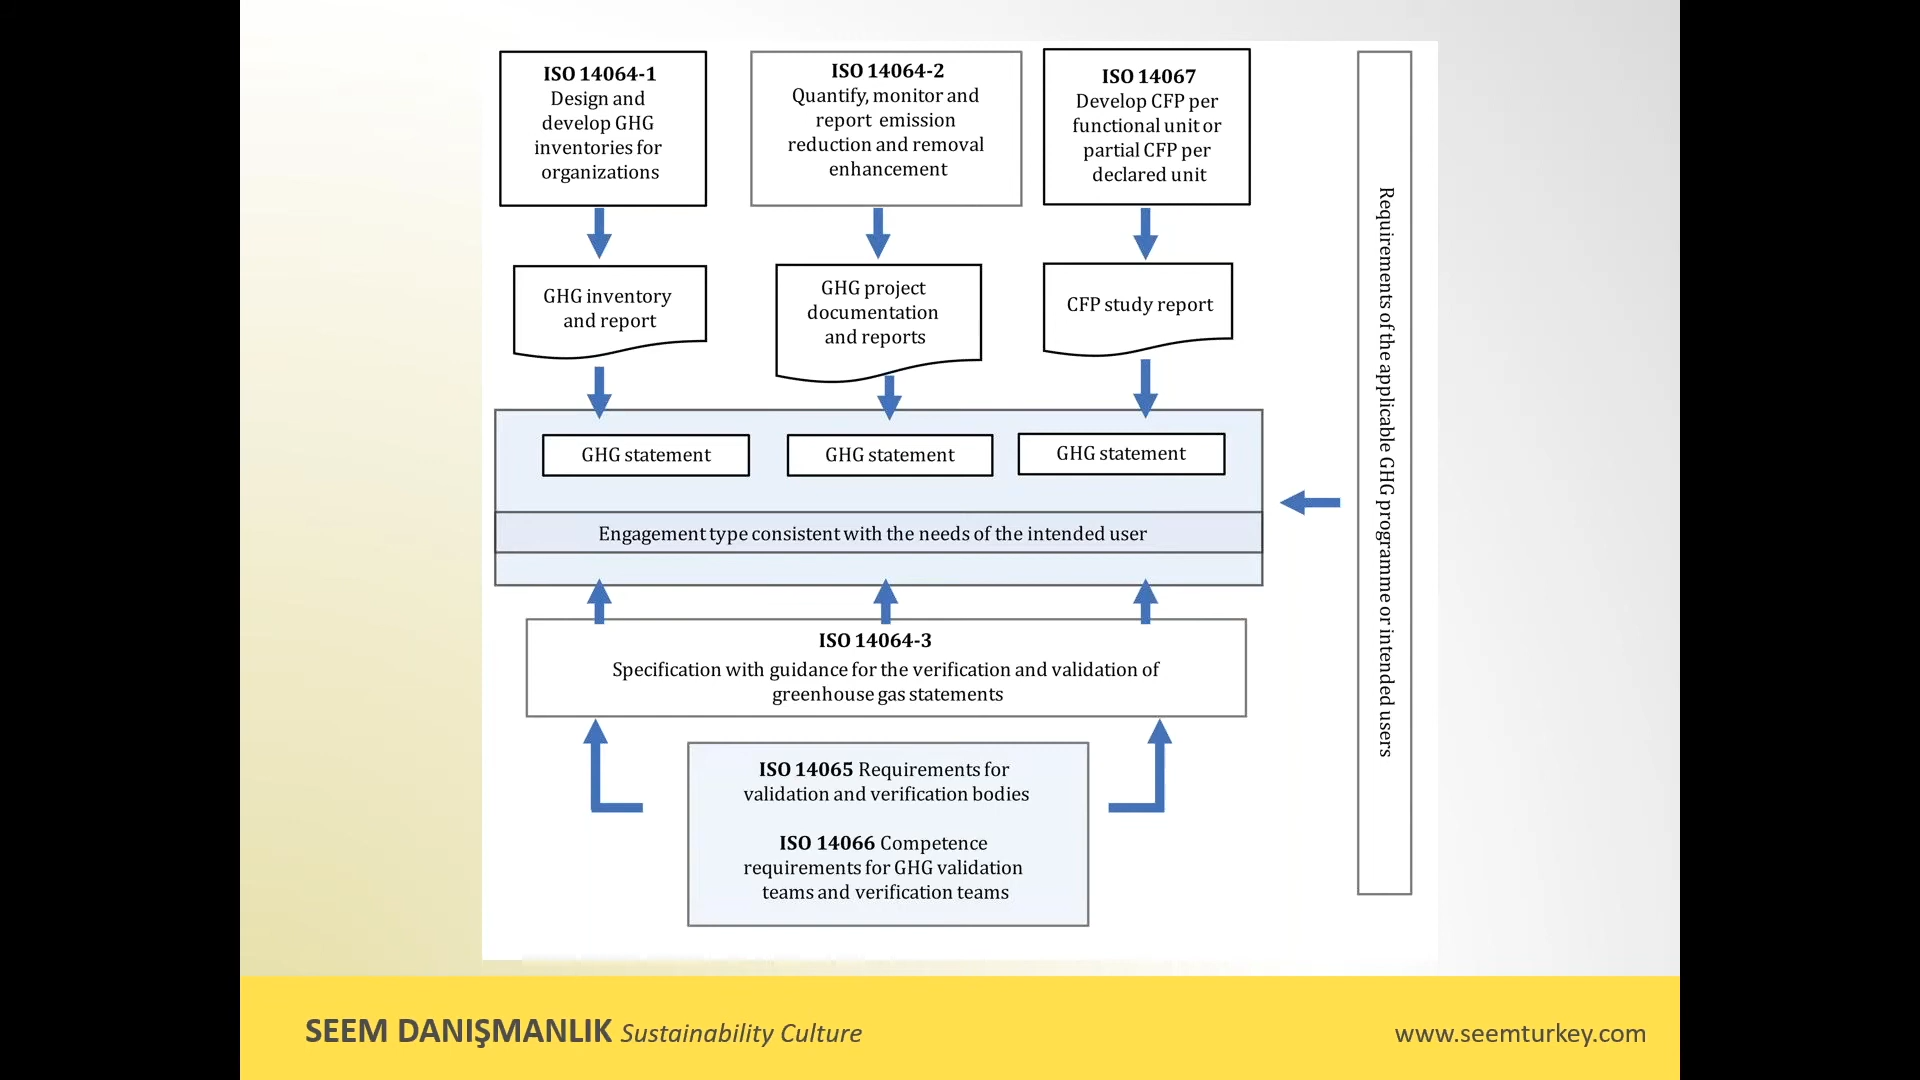 ISO 14064-1
Design and
develop GHG
inventories for
organizations
ISO 14064-2
Quantify, monitor and
report emission
reduction and removal
enhancement
ISO 14067
Develop CFP per
functional unit or
partial CFP per
declared unit
GHG inventory
and report
GHG project
documentation
and reports
CFP study report
GHG statement
GHG statement
GHG statement
Engagement type consistent with the needs of the intended user
ISO 14064-3
Specification with guidance for the verification and validation of
greenhouse gas statements
ISO 14065 Requirements for
validation and verification bodies
ISO 14066 Competence
requirements for GHG validation
teams and verification teams
Requirements of the applicable GHG programme or intended users
SEEM DANIŞMANLIK Sustainability Culture
www.seemturkey.com